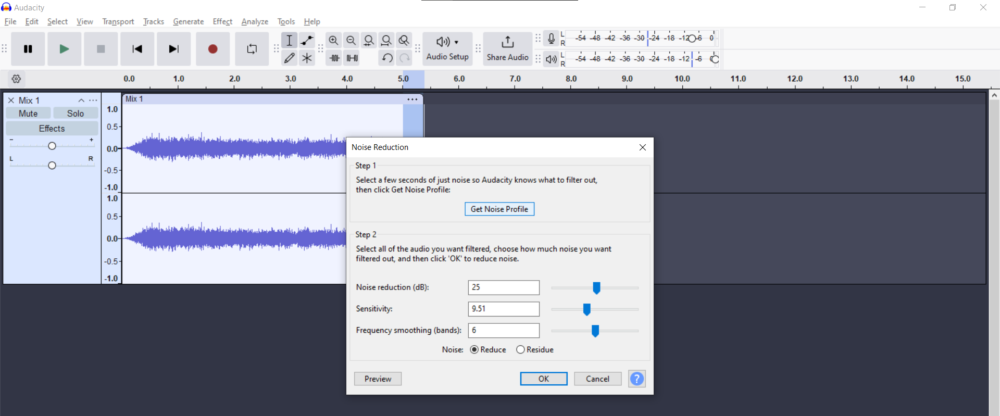 Audacity
File Edit Select View Transport Tracks Generate Effect Analyze Tools Help
Audio Setup
Share Audio
L
R
-54 -48 -42 -36 -30 -24 -18 -12 -6 0
L
R
-54 -48 -42 -36 -30 -24 -18 -12 -6 0
0.0 1.0 2.0 3.0 4.0 5.0 6.0 7.0 8.0 9.0 10.0 11.0 12.0 13.0 14.0 15.0
Mix 1
Mute Solo
Effects
- +
L R
1.0
0.5
0.0
-0.5
-1.0
1.0
0.5
0.0
-0.5
-1.0
Mix 1
Noise Reduction
Step 1
Select a few seconds of just noise so Audacity knows what to filter out,
then click Get Noise Profile:
Get Noise Profile
Step 2
Select all of the audio you want filtered, choose how much noise you want
filtered out, and then click 'OK' to reduce noise.
Noise reduction (dB): 25
Sensitivity: 9.51
Frequency smoothing (bands): 6
Noise: Reduce Residue
Preview OK Cancel ?